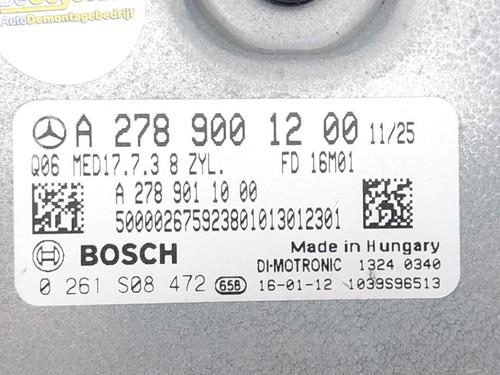 AutoDemontagebedrijf
A 278 900 12 00 11/25
Q06 MED17.7.3 8 ZYL. FD 16M01
A 278 901 10 00
500002675923801013012301
BOSCH
Made in Hungary
DI-MOTRONIC 1324 0340
0 261 S08 472 658 16-01-12 1039S96513